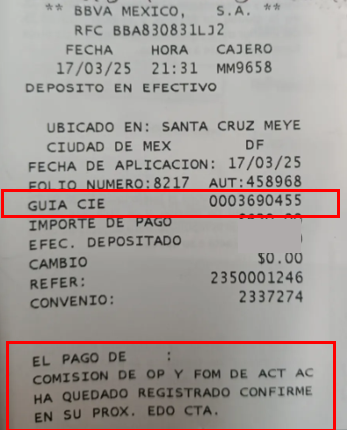 ** BBVA MEXICO, S.A. **
RFC BBA830831LJ2
FECHA HORA CAJERO
17/03/25 21:31 MM9658
DEPOSITO EN EFECTIVO
UBICADO EN: SANTA CRUZ MEYE
CIUDAD DE MEX DF
FECHA DE APLICACION: 17/03/25
FOLIO NUMERO:8217 AUT:458968
GUIA CIE 0003690455
IMPORTE DE PAGO
EFEC. DEPOSITADO
CAMBIO $0.00
REFER: 2350001246
CONVENIO: 2337274
EL PAGO DE :
COMISION DE OP Y FOM DE ACT AC
HA QUEDADO REGISTRADO CONFIRME
EN SU PROX. EDO CTA.